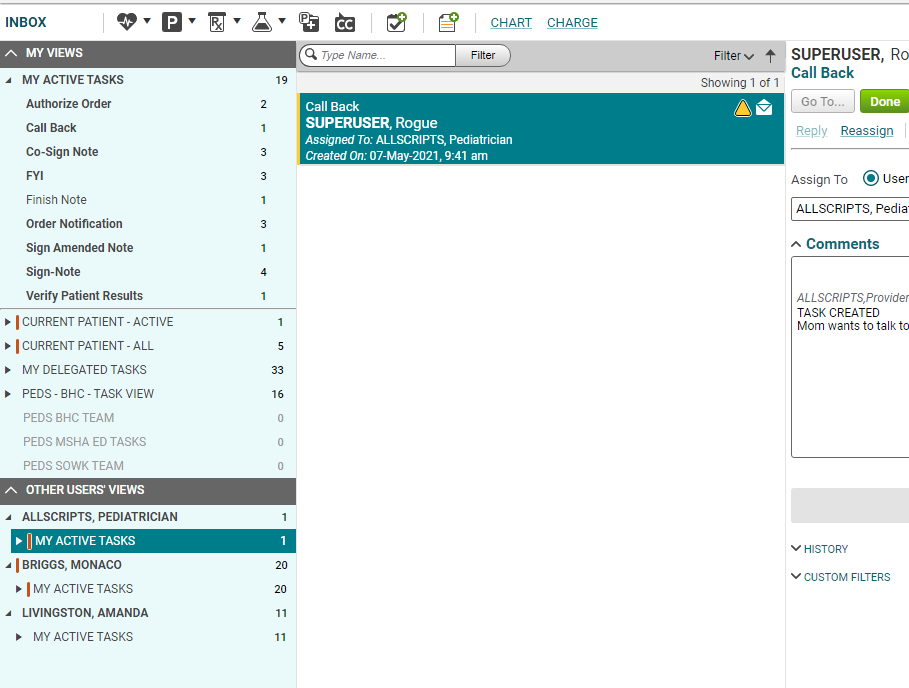 INBOX
P
Rx
P
CC
CHART
CHARGE
MY VIEWS
MY ACTIVE TASKS 19
Authorize Order 2
Call Back 1
Co-Sign Note 3
FYI 3
Finish Note 1
Order Notification 3
Sign Amended Note 1
Sign-Note 4
Verify Patient Results 1
CURRENT PATIENT - ACTIVE 1
CURRENT PATIENT - ALL 5
MY DELEGATED TASKS 33
PEDS - BHC - TASK VIEW 16
PEDS BHC TEAM 0
PEDS MSHA ED TASKS 0
PEDS SOWK TEAM 0
OTHER USERS' VIEWS
ALLSCRIPTS, PEDIATRICIAN 1
MY ACTIVE TASKS 1
BRIGGS, MONACO 20
MY ACTIVE TASKS 20
LIVINGSTON, AMANDA 11
MY ACTIVE TASKS 11
Type Name... Filter
Filter
Showing 1 of 1
Call Back
SUPERUSER, Rogue
Assigned To: ALLSCRIPTS, Pediatrician
Created On: 07-May-2021, 9:41 am
SUPERUSER, Ro
Call Back
Go To... Done
Reply Reassign
Assign To User
ALLSCRIPTS, Pediat
Comments
ALLSCRIPTS,Provider
TASK CREATED
Mom wants to talk to
HISTORY
CUSTOM FILTERS